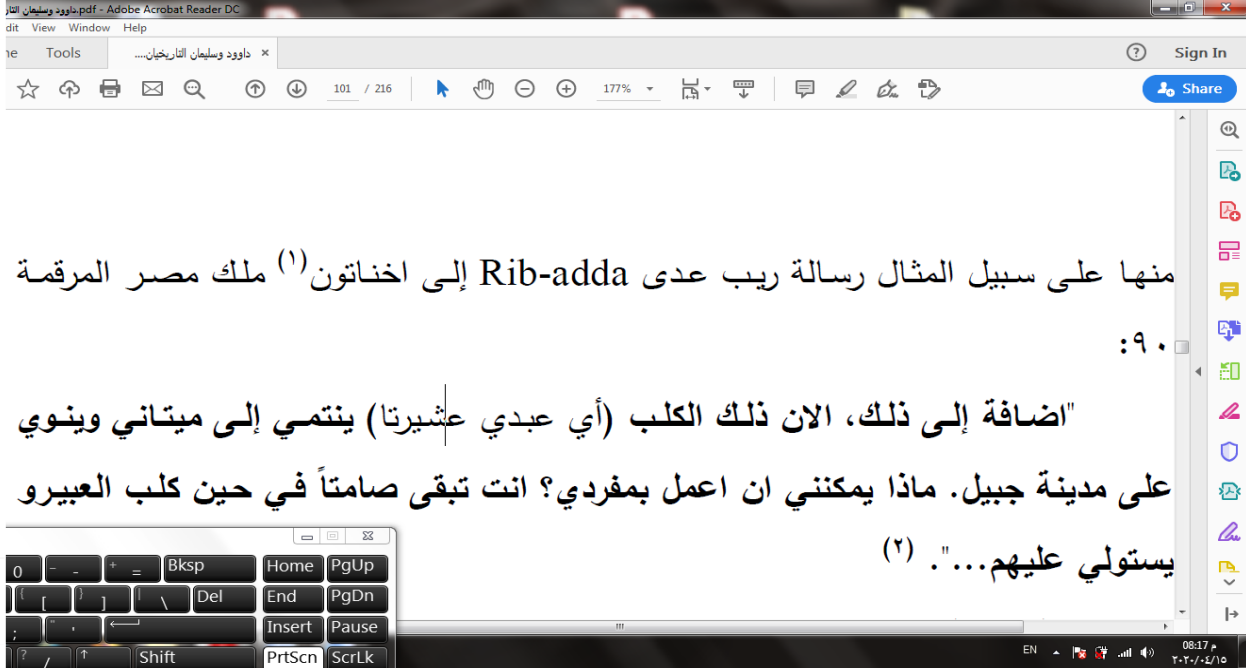 داوود وسليمان التار.pdf - Adobe Acrobat Reader DC
dit View Window Help
ne Tools داوود وسليمان التاريخيان.... × Sign In
101 / 216 177% Share
منها على سبيل المثال رسالة ريب عدى Rib-adda إلى اخناتون(١) ملك مصر المرقمة
٩٠:
"اضافة إلى ذلك، الان ذلك الكلب (أي عبدي عشيرتا) ينتمي إلى ميتاني وينوي
على مدينة جبيل. ماذا يمكنني ان اعمل بمفردي؟ انت تبقى صامتاً في حين كلب العبيرو
يستولي عليهم...". (٢)
0 _ - + = Bksp Home PgUp
{ [ } ] | \ Del End PgDn
; " ' Insert Pause
? / Shift PrtScn ScrLk
EN 08:17 م
٢٠٢٠/٠٤/١٥